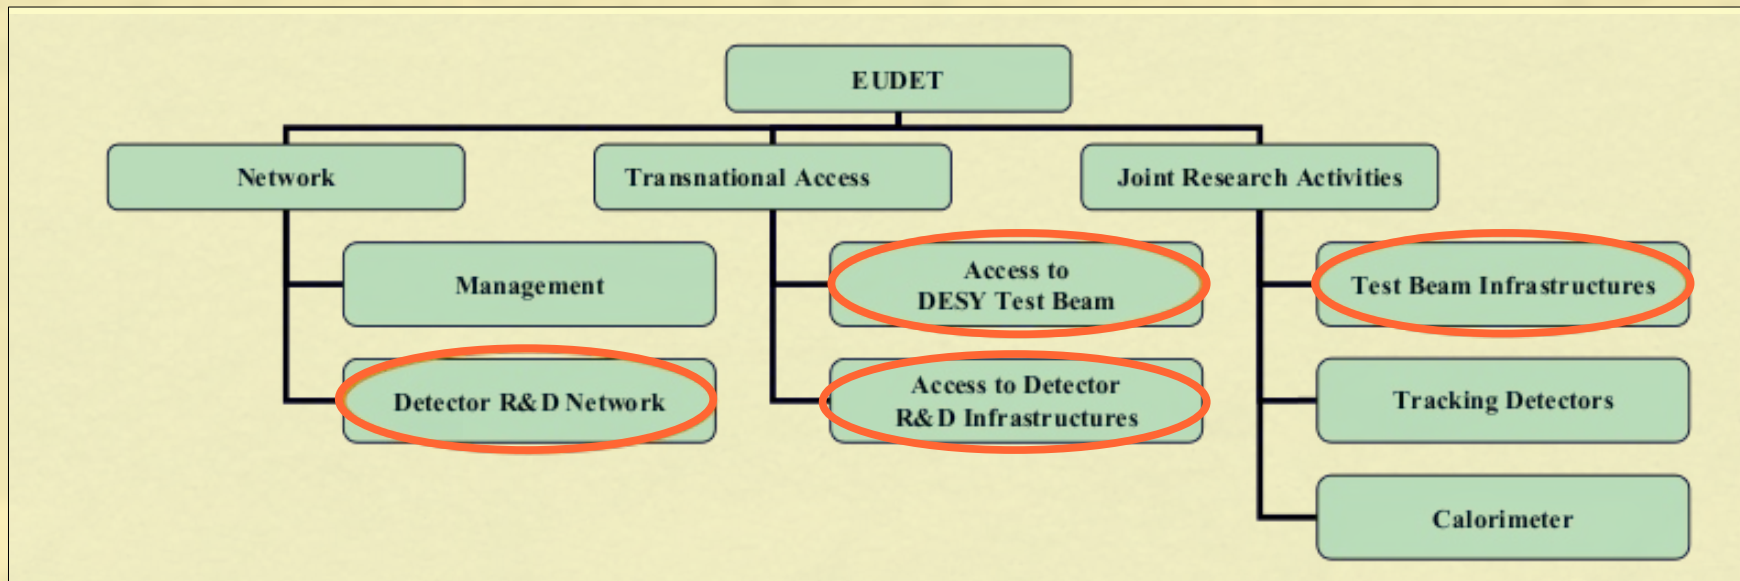 EUDET
Network
Transnational Access
Joint Research Activities
Management
Access to
DESY Test Beam
Test Beam Infrastructures
Detector R&D Network
Access to Detector
R&D Infrastructures
Tracking Detectors
Calorimeter